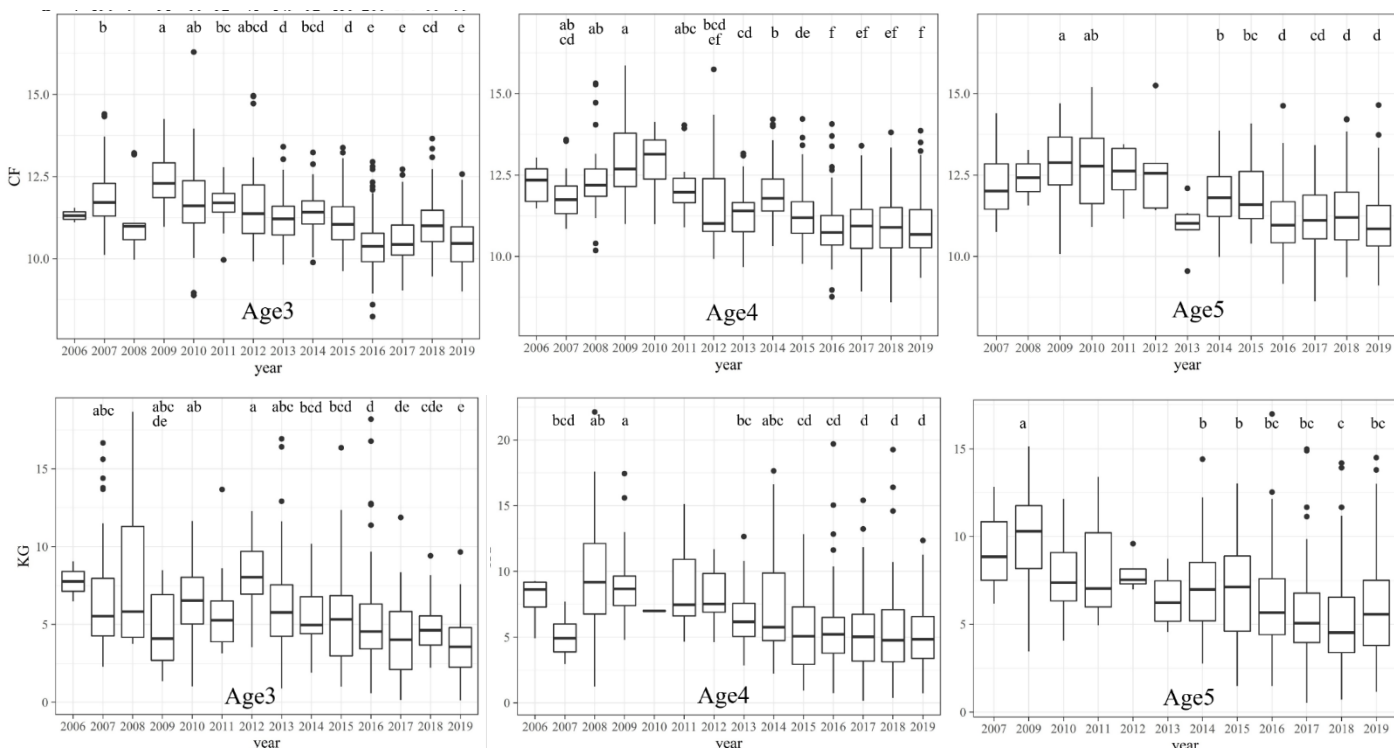 b a ab bc abcd d bcd d e e cd e
CF
15.0
12.5
10.0
Age3
2006 2007 2008 2009 2010 2011 2012 2013 2014 2015 2016 2017 2018 2019
year
ab
cd ab a abc bcd
ef cd b de f ef ef f
15.0
12.5
10.0
Age4
2006 2007 2008 2009 2010 2011 2012 2013 2014 2015 2016 2017 2018 2019
year
a ab b bc d cd d d
15.0
12.5
10.0
Age5
2007 2008 2009 2010 2011 2012 2013 2014 2015 2016 2017 2018 2019
year
abc abc
de ab a abc bcd bcd d de cde e
KG
15
10
5
0
Age3
2006 2007 2008 2009 2010 2011 2012 2013 2014 2015 2016 2017 2018 2019
year
bcd ab a bc abc cd cd d d d
20
15
10
5
0
Age4
2006 2007 2008 2009 2010 2011 2012 2013 2014 2015 2016 2017 2018 2019
year
a b b bc bc c bc
15
10
5
0
Age5
2007 2008 2009 2010 2011 2012 2013 2014 2015 2016 2017 2018 2019
year